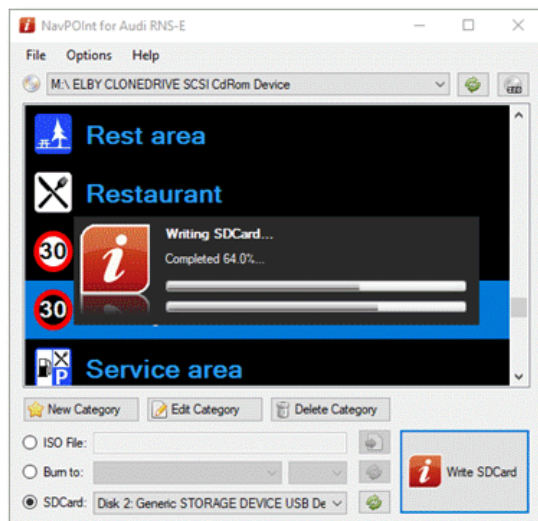 NavPOInt for Audi RNS-E
File Options Help
M:\ ELBY CLONEDRIVE SCSI CdRom Device
Rest area
Restaurant
30
Writing SDCard...
Completed 64.0%...
30
P
Service area
New Category Edit Category Delete Category
ISO File:
Burn to:
SDCard: Disk 2: Generic STORAGE DEVICE USB De
Write SDCard